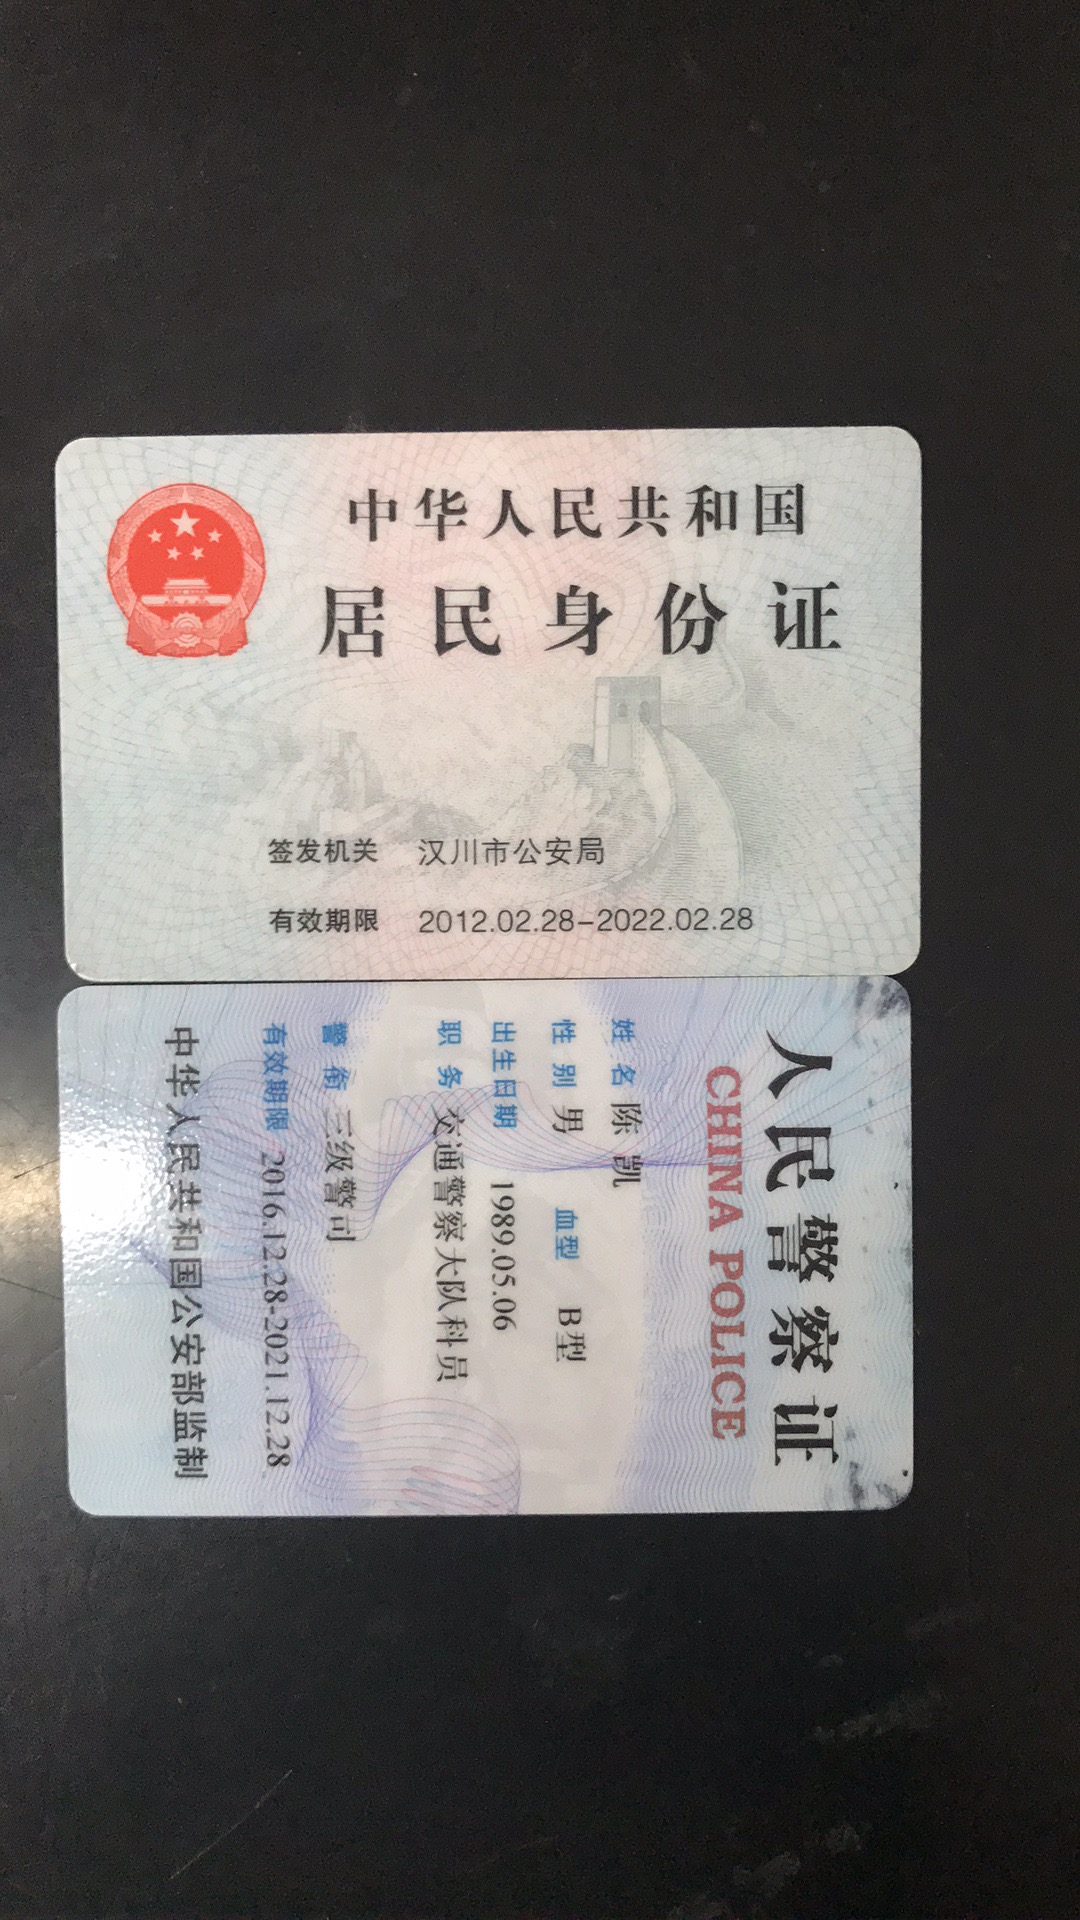 中华人民共和国
居民身份证
签发机关 汉川市公安局
有效期限 2012.02.28-2022.02.28
人民警察证
CHINA POLICE
姓名 陈凯
性别 男 血型 B型
出生日期 1989.05.06
职务 交通警察大队科员
警衔 三级警司
有效期限 2016.12.28-2021.12.28
中华人民共和国公安部监制